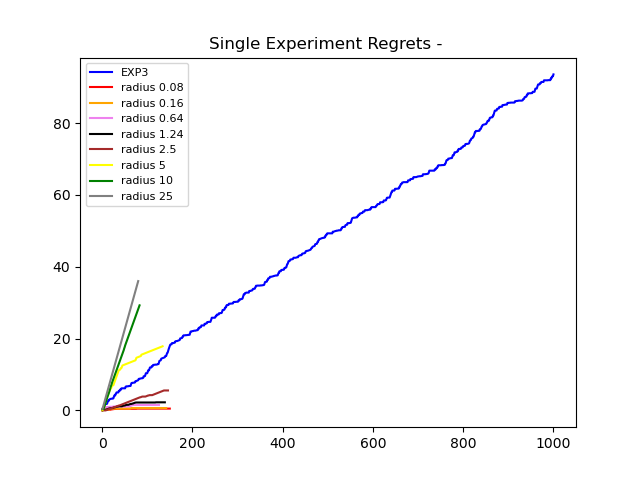 Single Experiment Regrets -
EXP3
radius 0.08
radius 0.16
radius 0.64
radius 1.24
radius 2.5
radius 5
radius 10
radius 25
80
60
40
20
0
0 200 400 600 800 1000